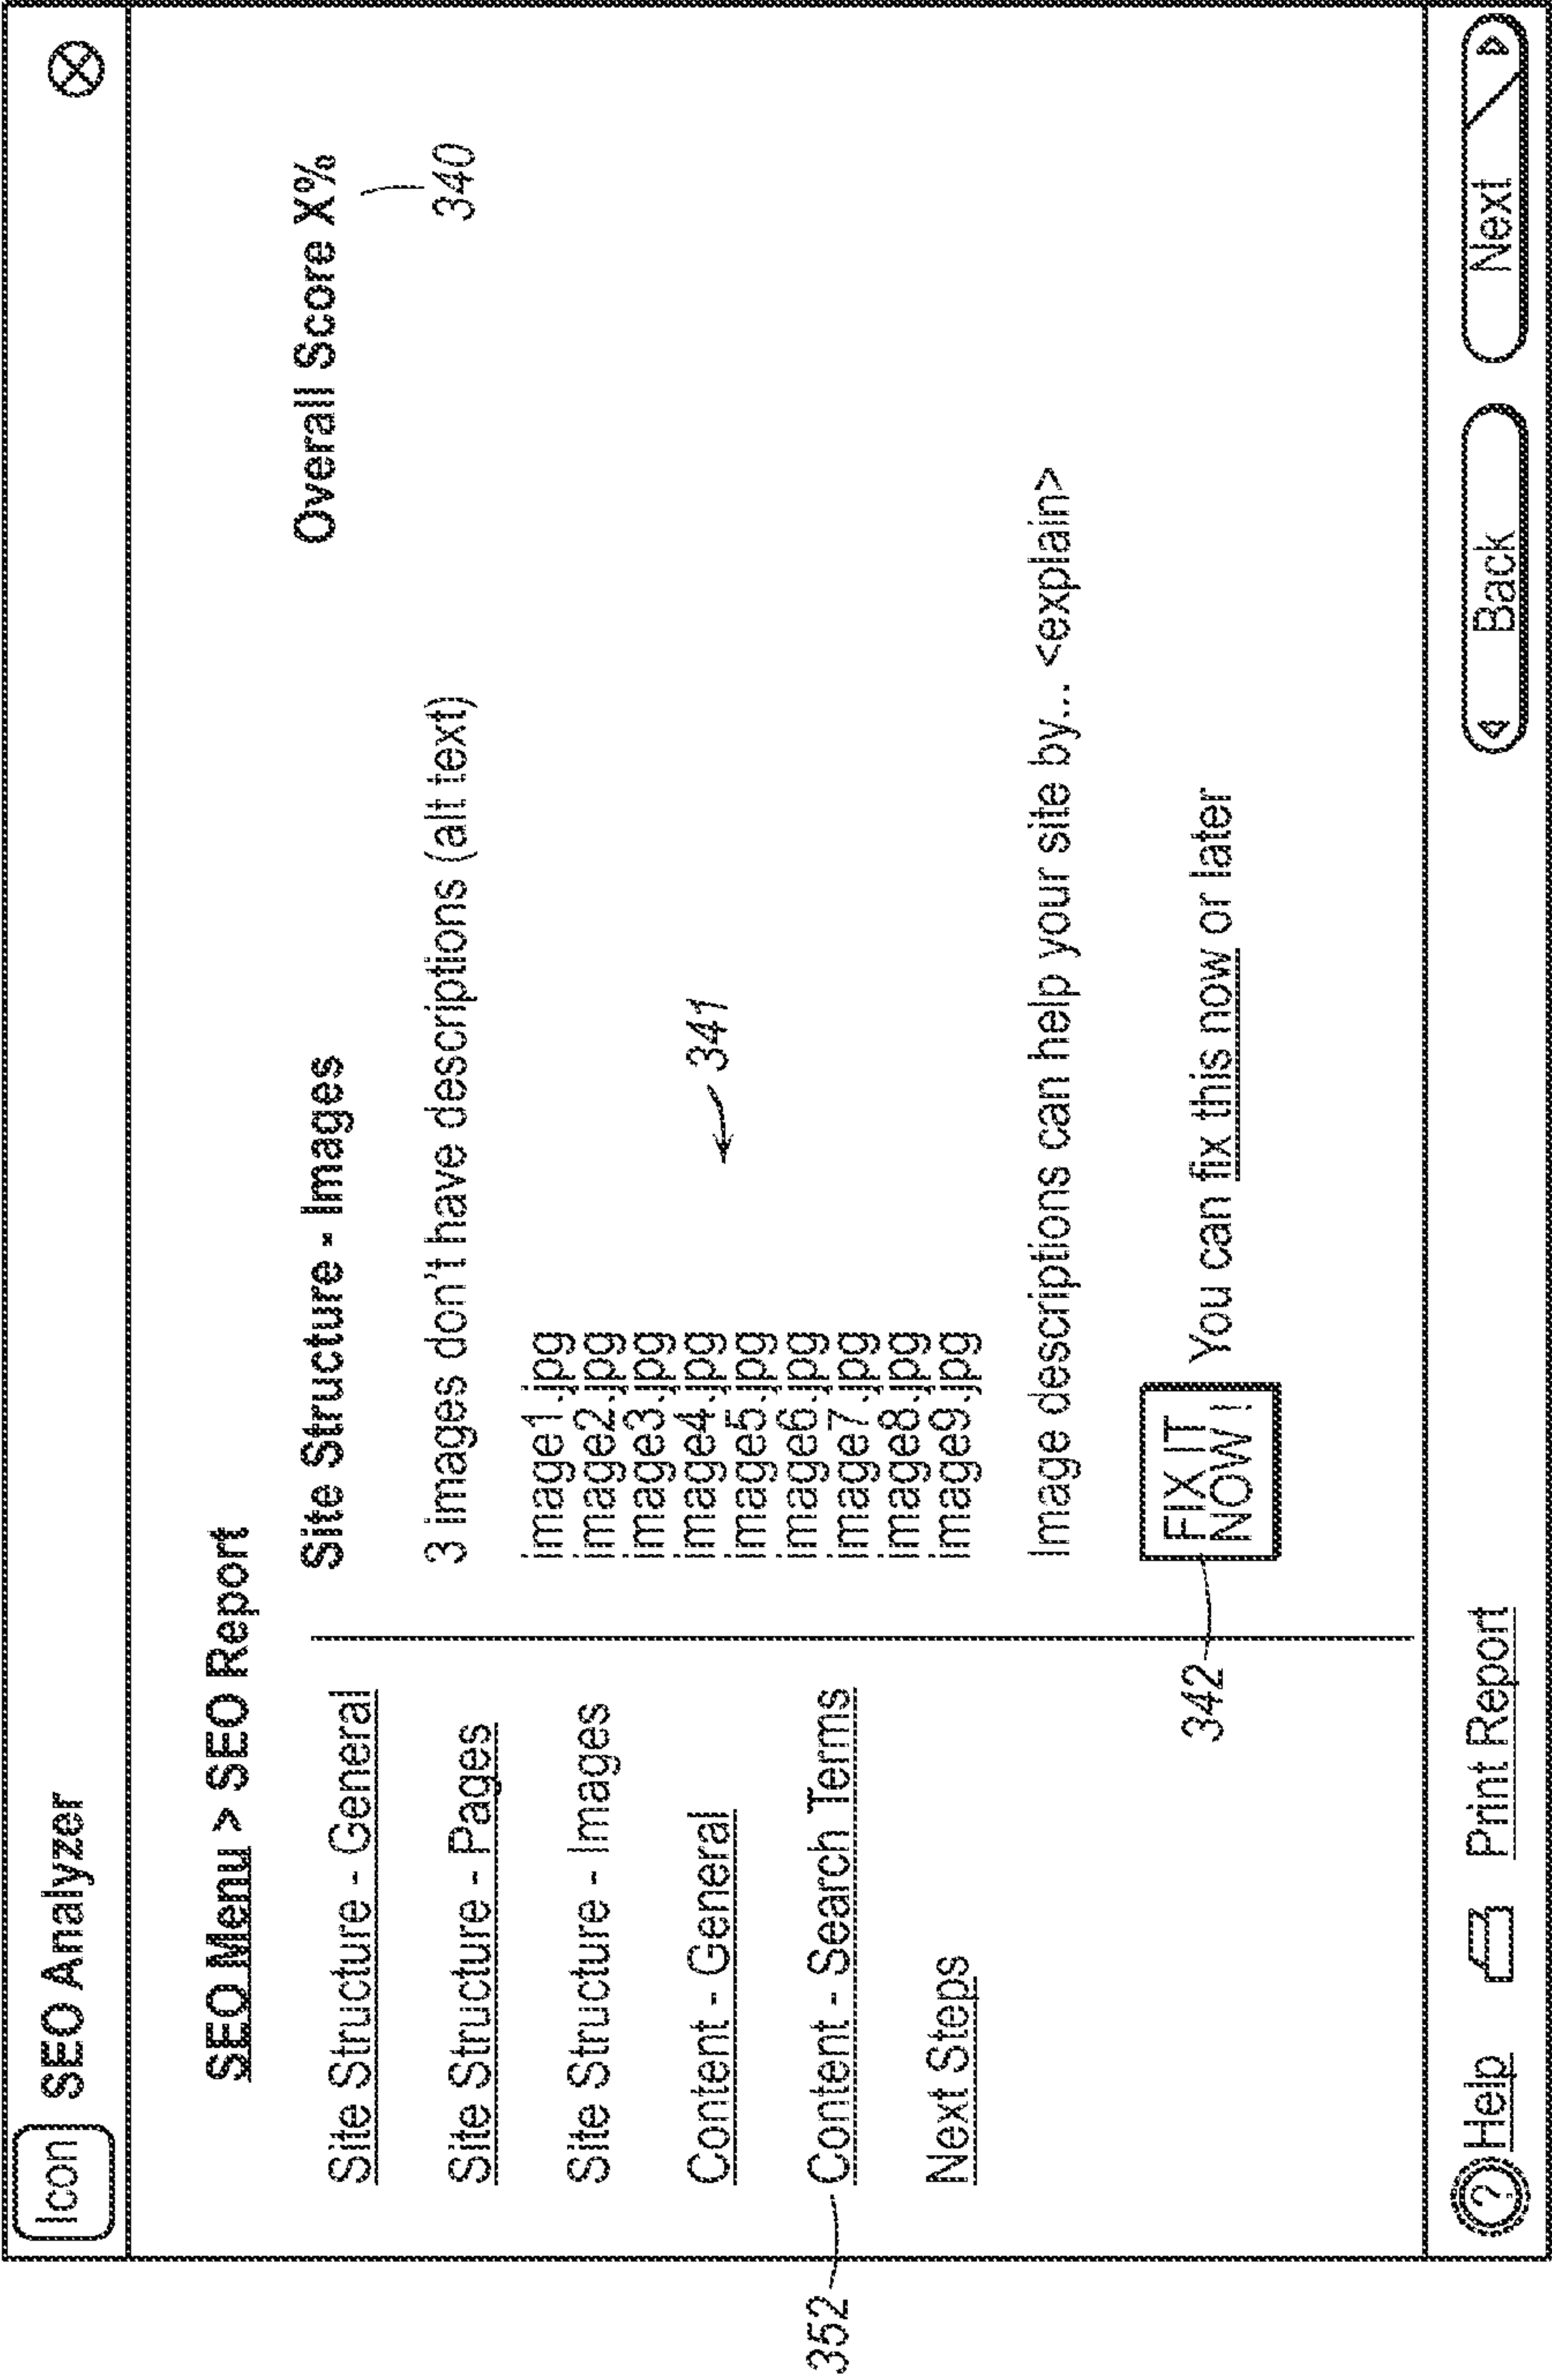 Icon SEO Analyzer
SEO Menu > SEO Report
Site Structure - General
Site Structure - Pages
Site Structure - Images
Content - General
352
Content - Search Terms
Next Steps
Site Structure - Images
Overall Score X%
340
3 images don't have descriptions (alt text)
image1.jpg
image2.jpg
image3.jpg
image4.jpg
image5.jpg
image6.jpg
image7.jpg
image8.jpg
image9.jpg
341
Image descriptions can help your site by... <explain>
342
FIX IT
NOW!
You can fix this now or later
? Help
Print Report
Back
Next